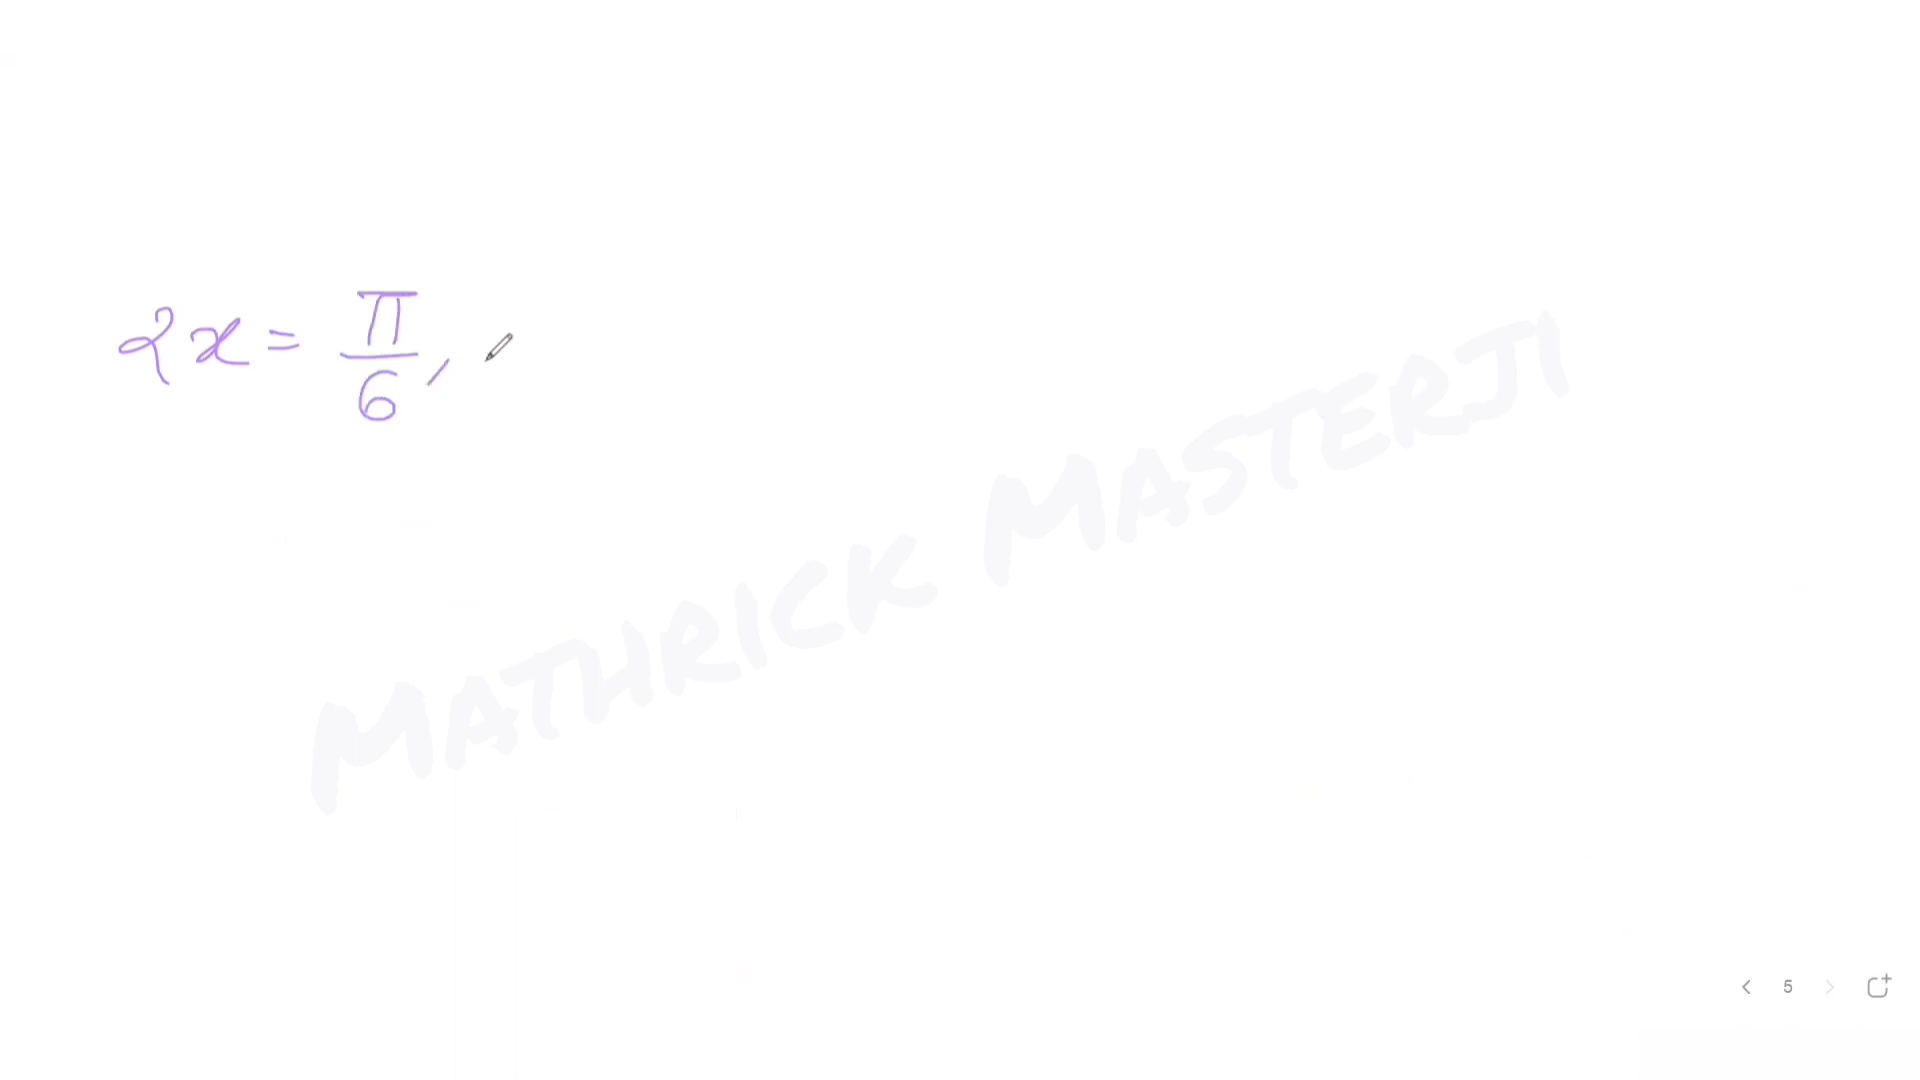 2x = π/6,
MATHRICK MASTERJI
5